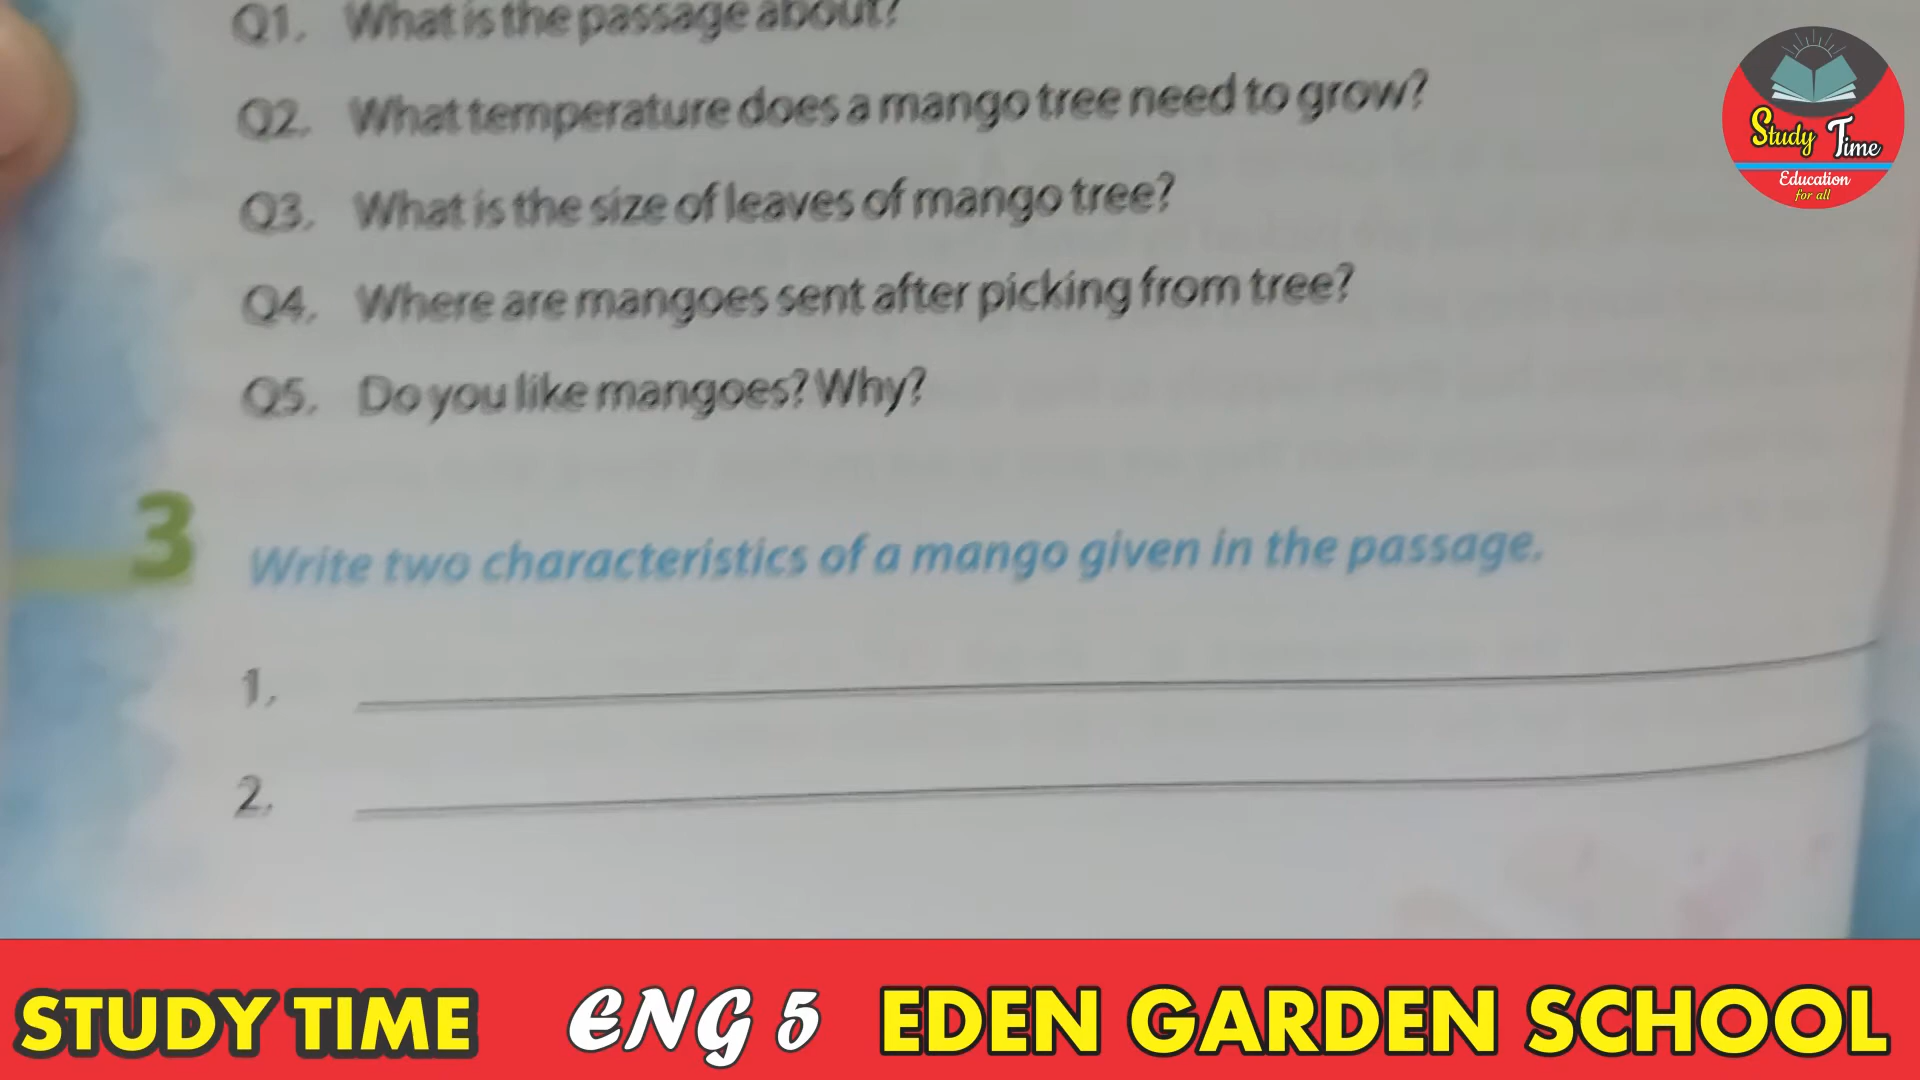 Q1. What is the passage about?
Q2. What temperature does a mango tree need to grow?
Q3. What is the size of leaves of mango tree?
Q4. Where are mangoes sent after picking from tree?
Q5. Do you like mangoes? Why?
3 Write two characteristics of a mango given in the passage.
1.
2.
Study Time
Education
for all
STUDY TIME ENG 5 EDEN GARDEN SCHOOL